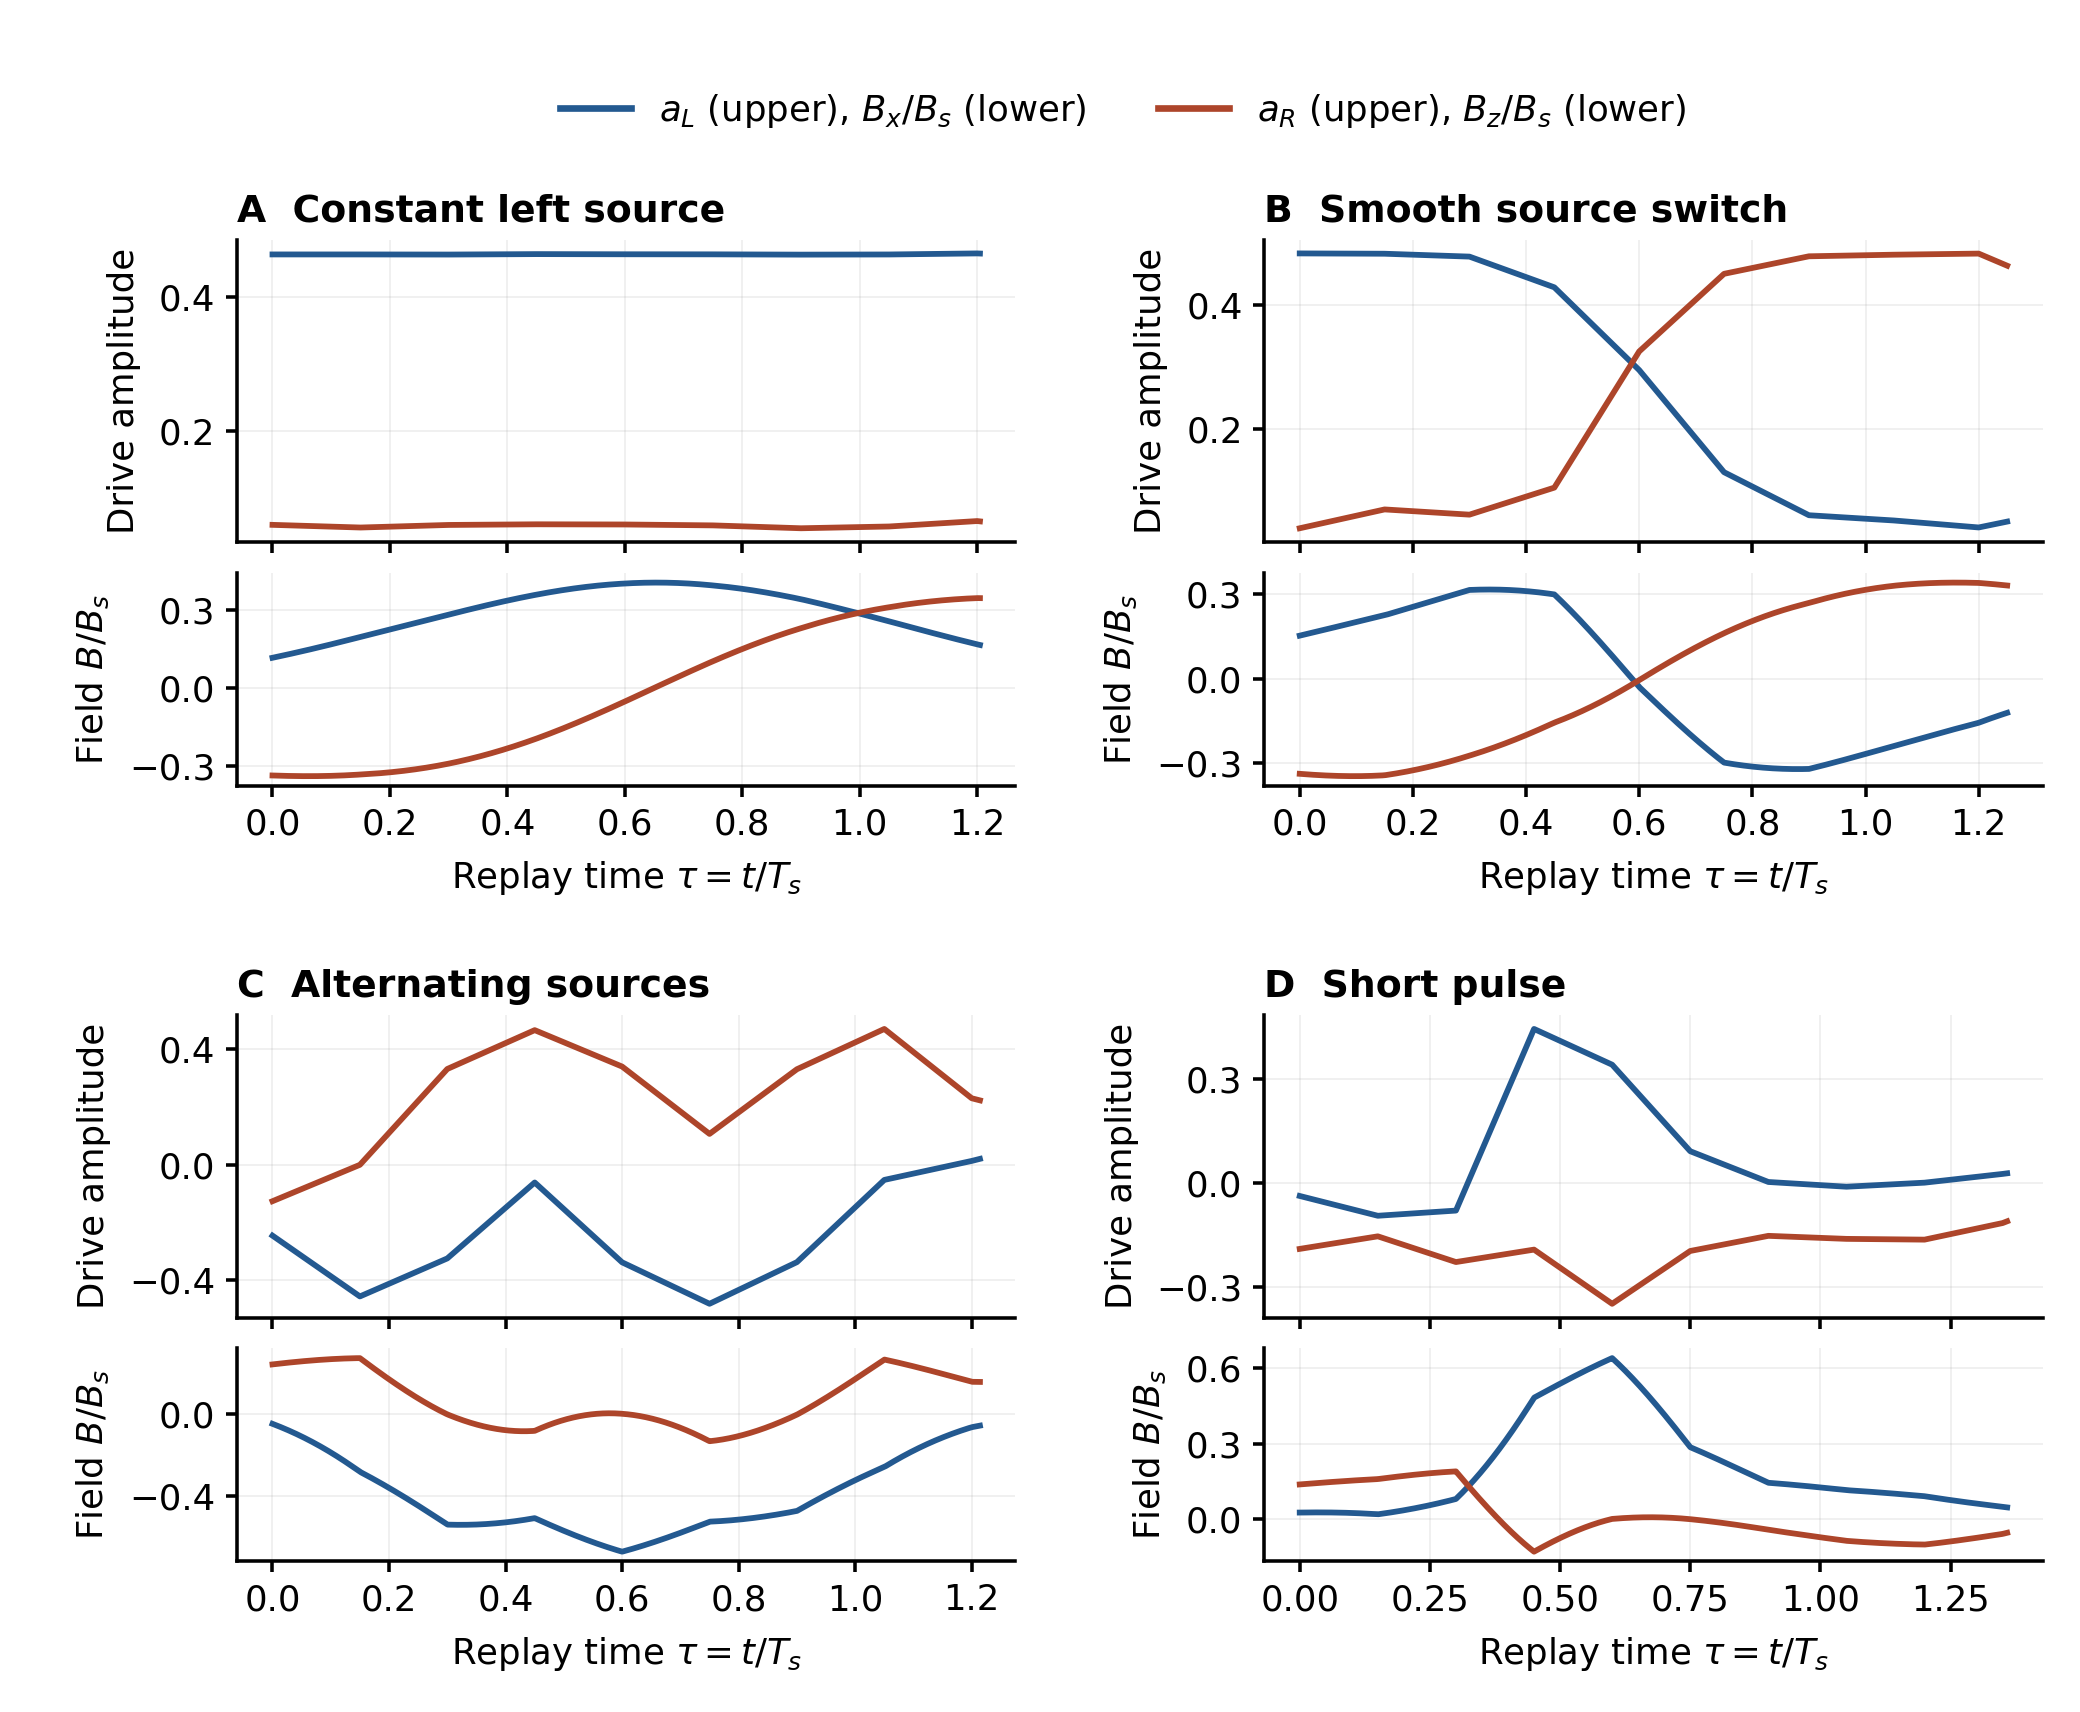 a_L (upper), B_x/B_s (lower)
a_R (upper), B_z/B_s (lower)
A Constant left source
Drive amplitude
0.4
0.2
Field B/B_s
0.3
0.0
−0.3
0.0 0.2 0.4 0.6 0.8 1.0 1.2
Replay time τ = t/T_s
B Smooth source switch
Drive amplitude
0.4
0.2
Field B/B_s
0.3
0.0
−0.3
0.0 0.2 0.4 0.6 0.8 1.0 1.2
Replay time τ = t/T_s
C Alternating sources
Drive amplitude
0.4
0.0
−0.4
Field B/B_s
0.0
−0.4
0.0 0.2 0.4 0.6 0.8 1.0 1.2
Replay time τ = t/T_s
D Short pulse
Drive amplitude
0.3
0.0
−0.3
Field B/B_s
0.6
0.3
0.0
0.00 0.25 0.50 0.75 1.00 1.25
Replay time τ = t/T_s